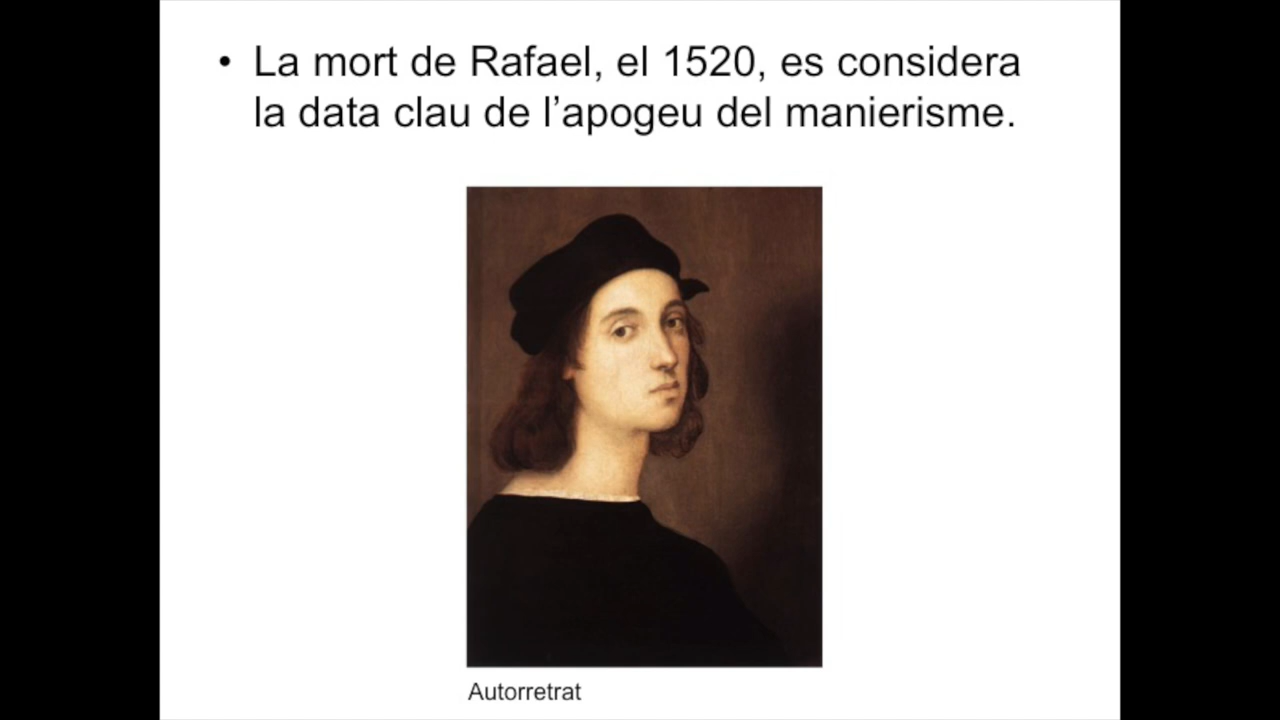 • La mort de Rafael, el 1520, es considera
la data clau de l’apogeu del manierisme.
Autorretrat